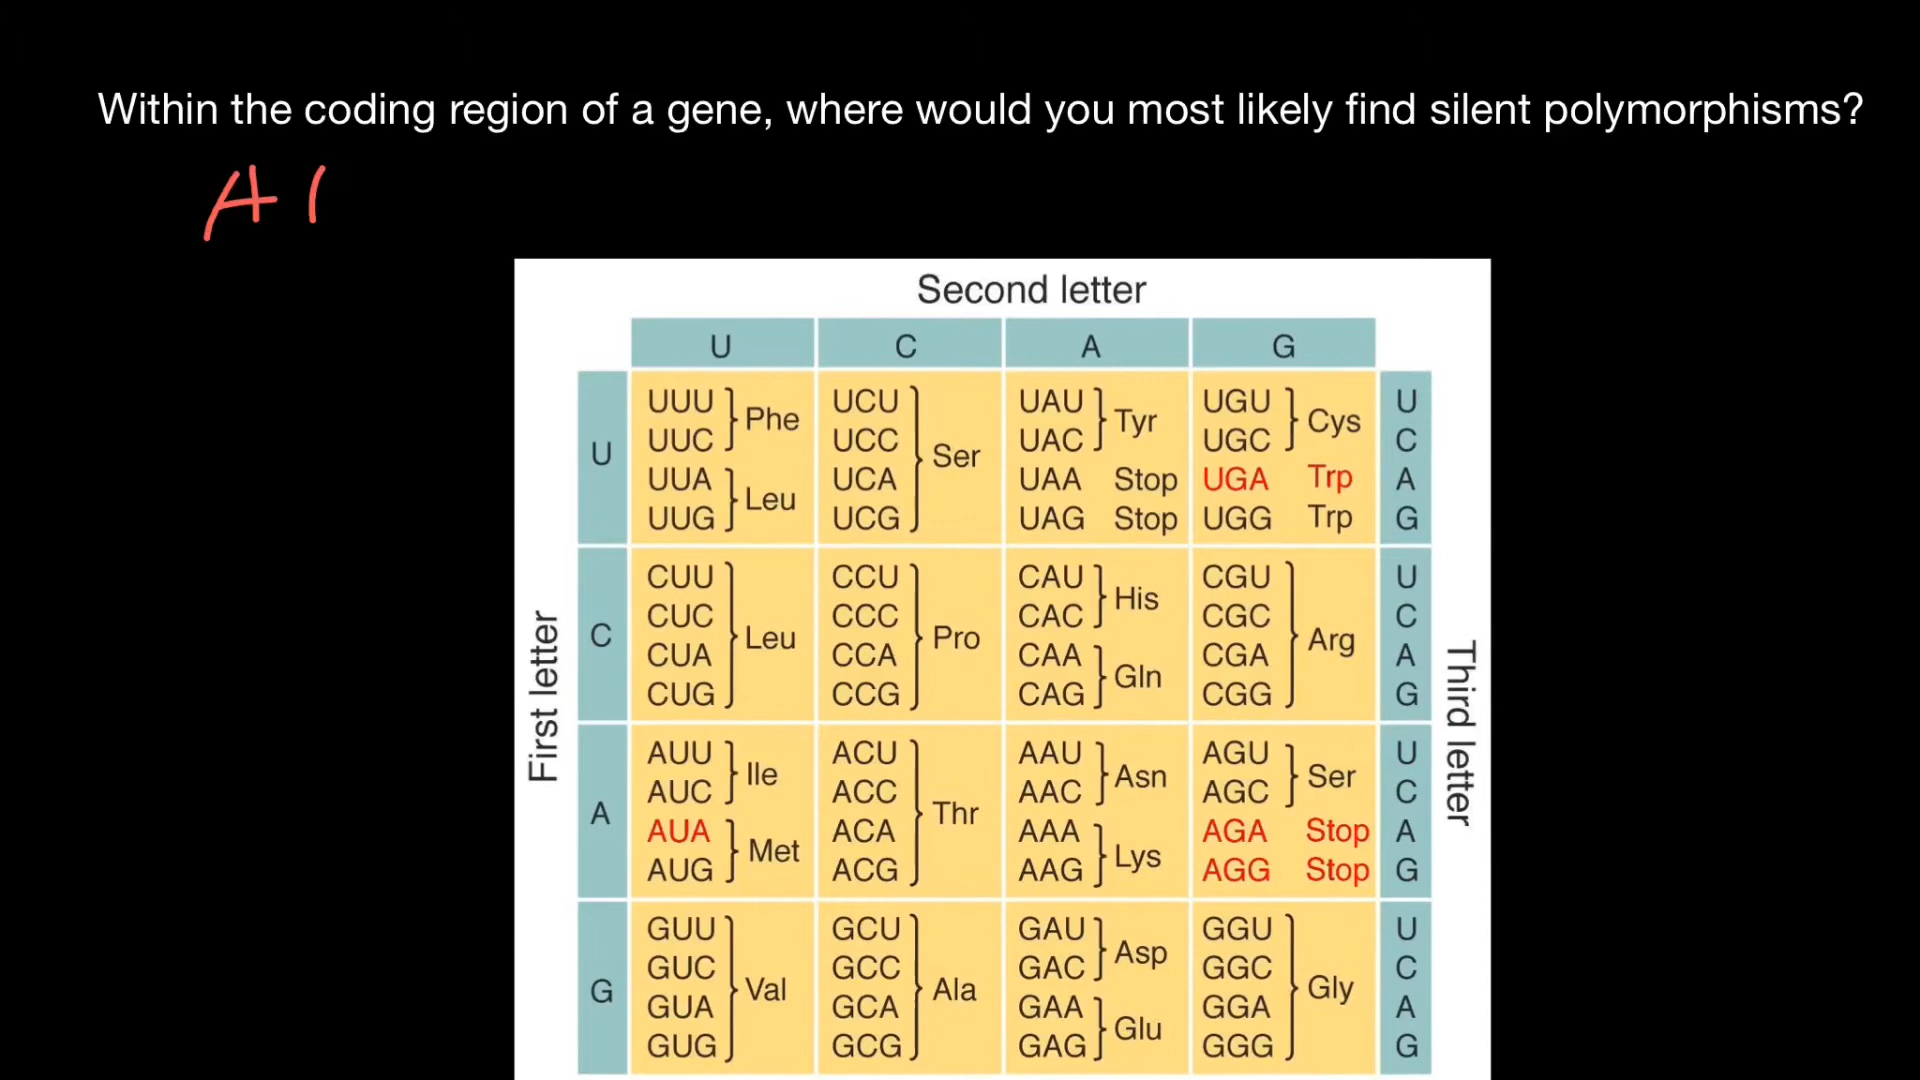 Within the coding region of a gene, where would you most likely find silent polymorphisms?
A
Second letter
U C A G
First letter
U
UUU
UUC
Phe
UUA
UUG
Leu
UCU
UCC
UCA
UCG
Ser
UAU
UAC
Tyr
UAA Stop
UAG Stop
UGU
UGC
Cys
UGA Trp
UGG Trp
U
C
A
G
C
CUU
CUC
CUA
CUG
Leu
CCU
CCC
CCA
CCG
Pro
CAU
CAC
His
CAA
CAG
Gln
CGU
CGC
CGA
CGG
Arg
U
C
A
G
A
AUU
AUC
Ile
AUA
AUG
Met
ACU
ACC
ACA
ACG
Thr
AAU
AAC
Asn
AAA
AAG
Lys
AGU
AGC
Ser
AGA Stop
AGG Stop
U
C
A
G
G
GUU
GUC
GUA
GUG
Val
GCU
GCC
GCA
GCG
Ala
GAU
GAC
Asp
GAA
GAG
Glu
GGU
GGC
GGA
GGG
Gly
U
C
A
G
Third letter